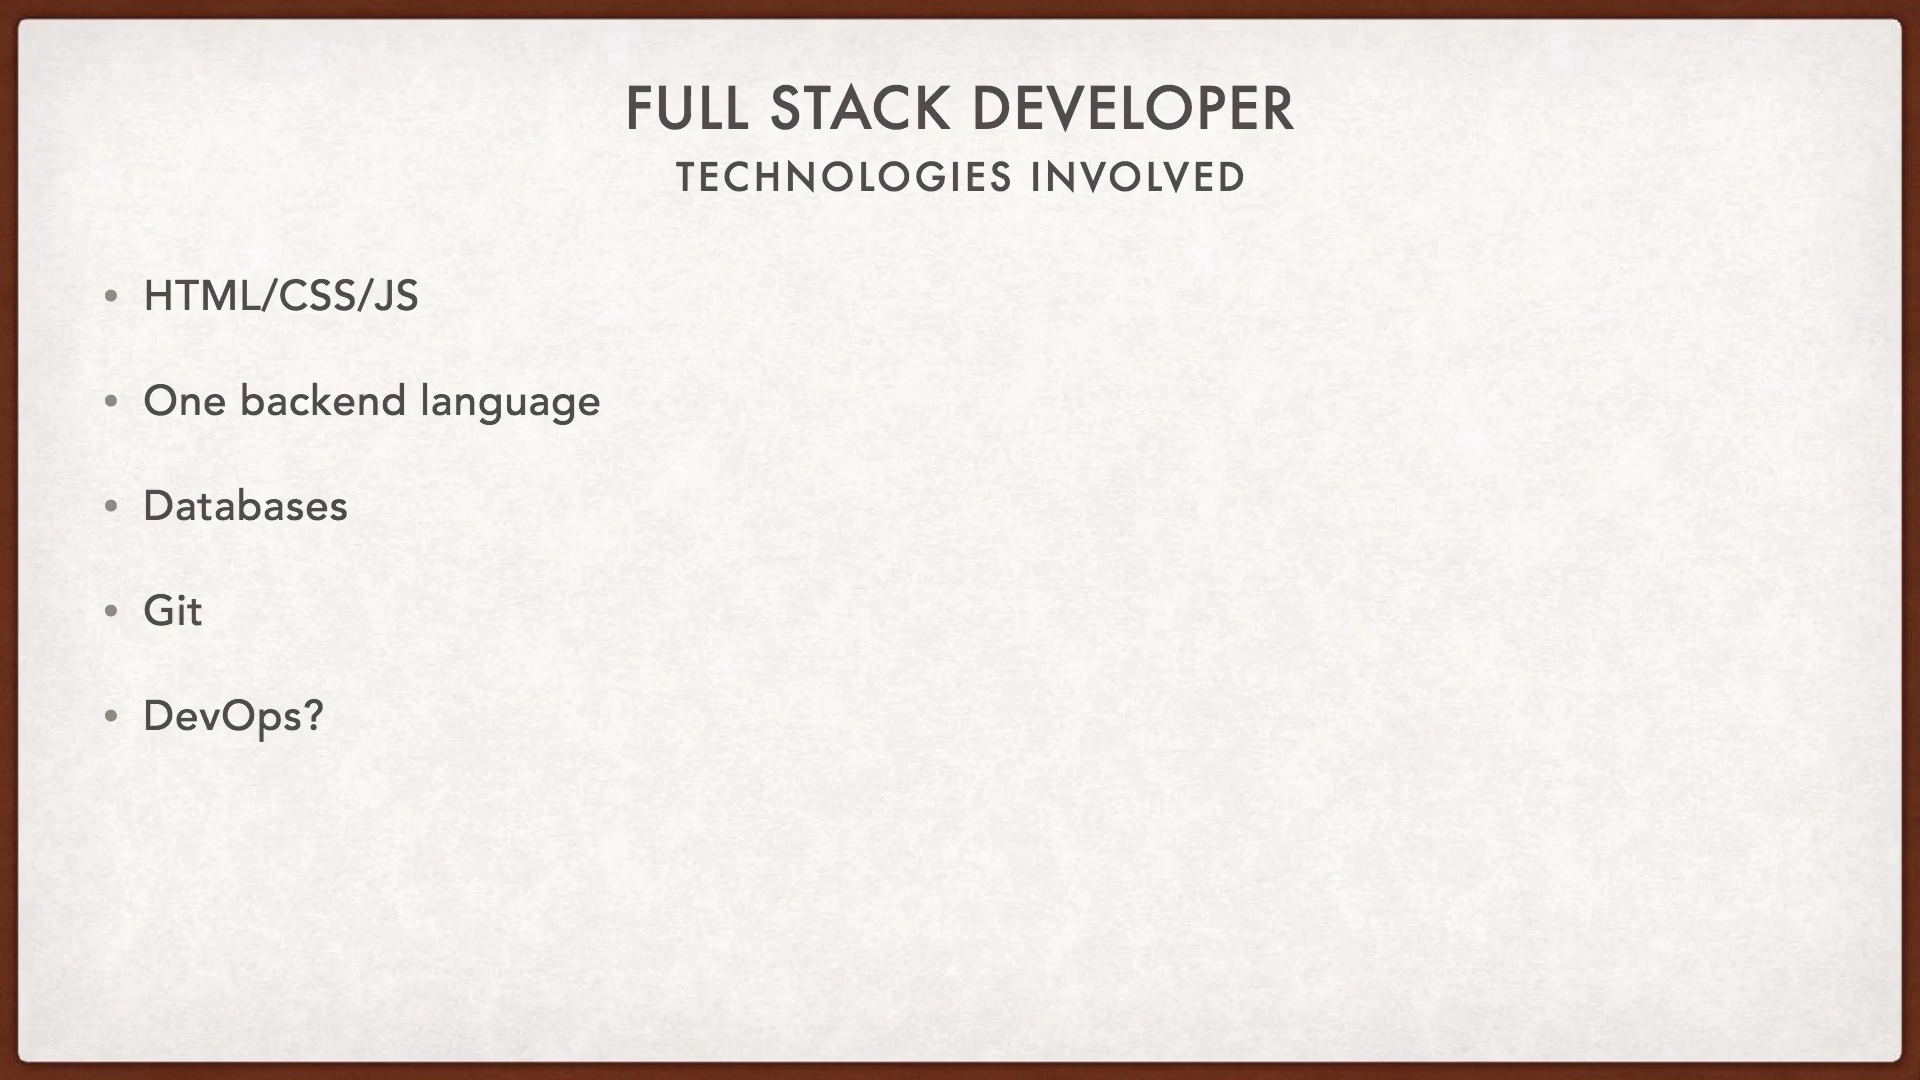 FULL STACK DEVELOPER
TECHNOLOGIES INVOLVED
• HTML/CSS/JS
• One backend language
• Databases
• Git
• DevOps?